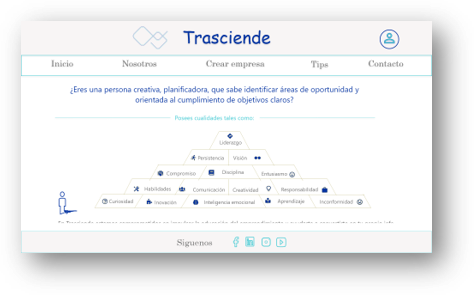 Trasciende
Inicio Nosotros Crear empresa Tips Contacto
¿Eres una persona creativa, planificadora, que sabe identificar áreas de oportunidad y
orientada al cumplimiento de objetivos claros?
Posees cualidades tales como:
Liderazgo
Persistencia Visión
Compromiso Disciplina Entusiasmo
Habilidades Comunicación Creatividad Responsabilidad
Curiosidad Inovación Inteligencia emocional Aprendizaje Inconformidad
Siguenos